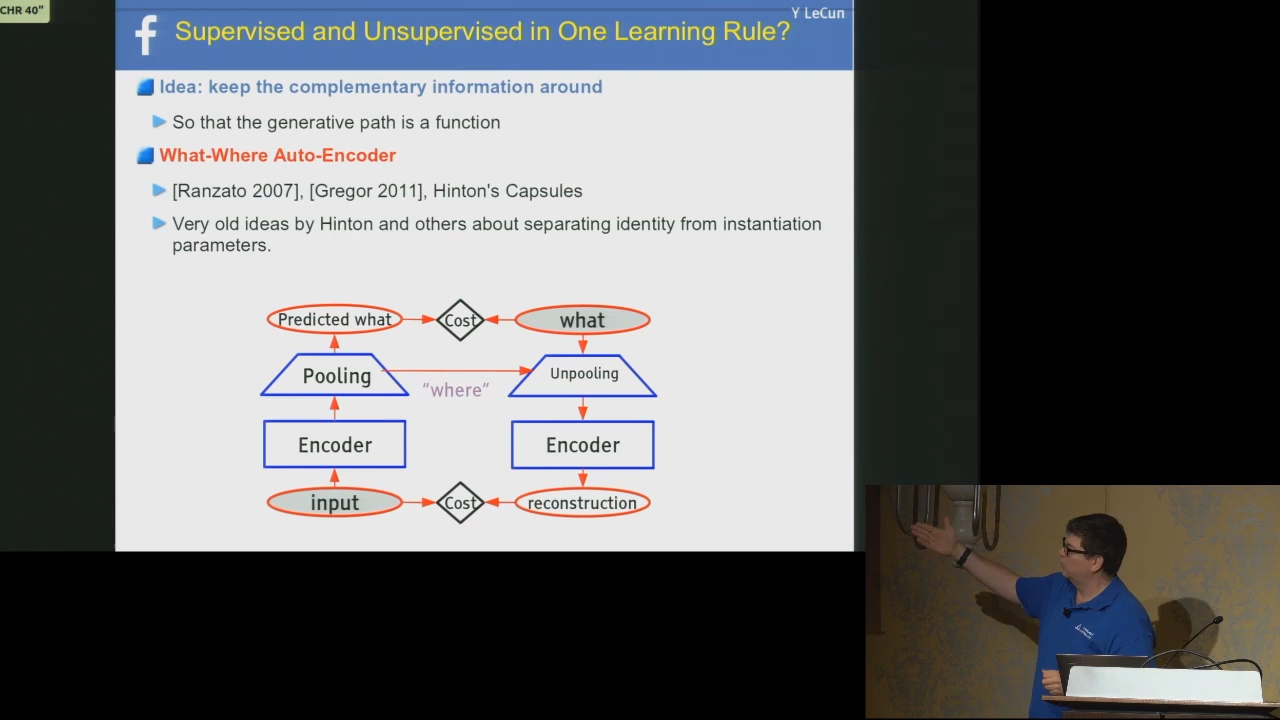 CHR 40"
Y LeCun
f Supervised and Unsupervised in One Learning Rule?
Idea: keep the complementary information around
So that the generative path is a function
What-Where Auto-Encoder
[Ranzato 2007], [Gregor 2011], Hinton's Capsules
Very old ideas by Hinton and others about separating identity from instantiation
parameters.
Predicted what
Cost
what
Pooling
"where"
Unpooling
Encoder
Encoder
input
Cost
reconstruction